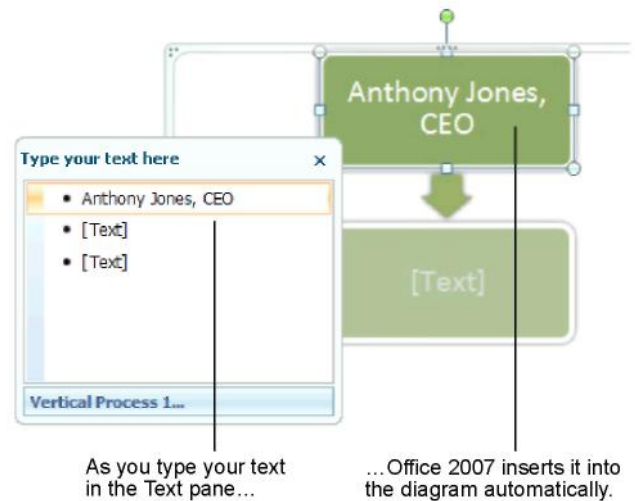 Anthony Jones,
CEO
Type your text here
×
• Anthony Jones, CEO
• [Text]
• [Text]
[Text]
Vertical Process 1...
As you type your text
in the Text pane...
...Office 2007 inserts it into
the diagram automatically.